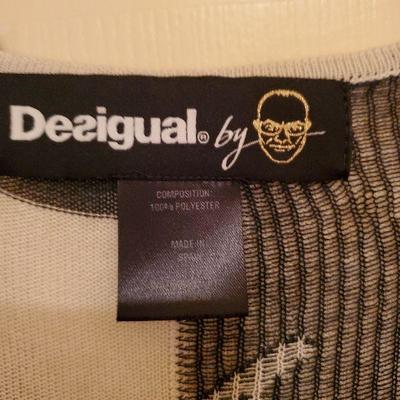 Desigual® by
COMPOSITION:
100% POLYESTER
MADE IN
SPAIN